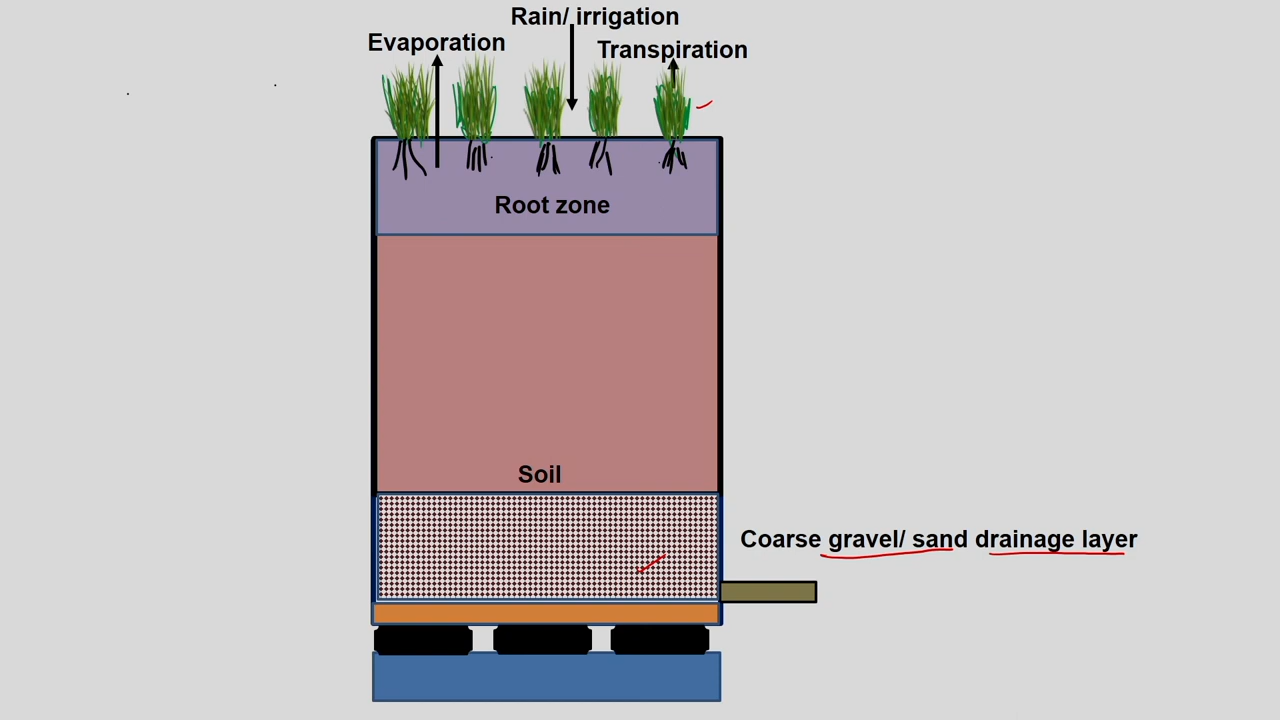 Rain/ irrigation
Evaporation
Transpiration
Root zone
Soil
Coarse gravel/ sand drainage layer